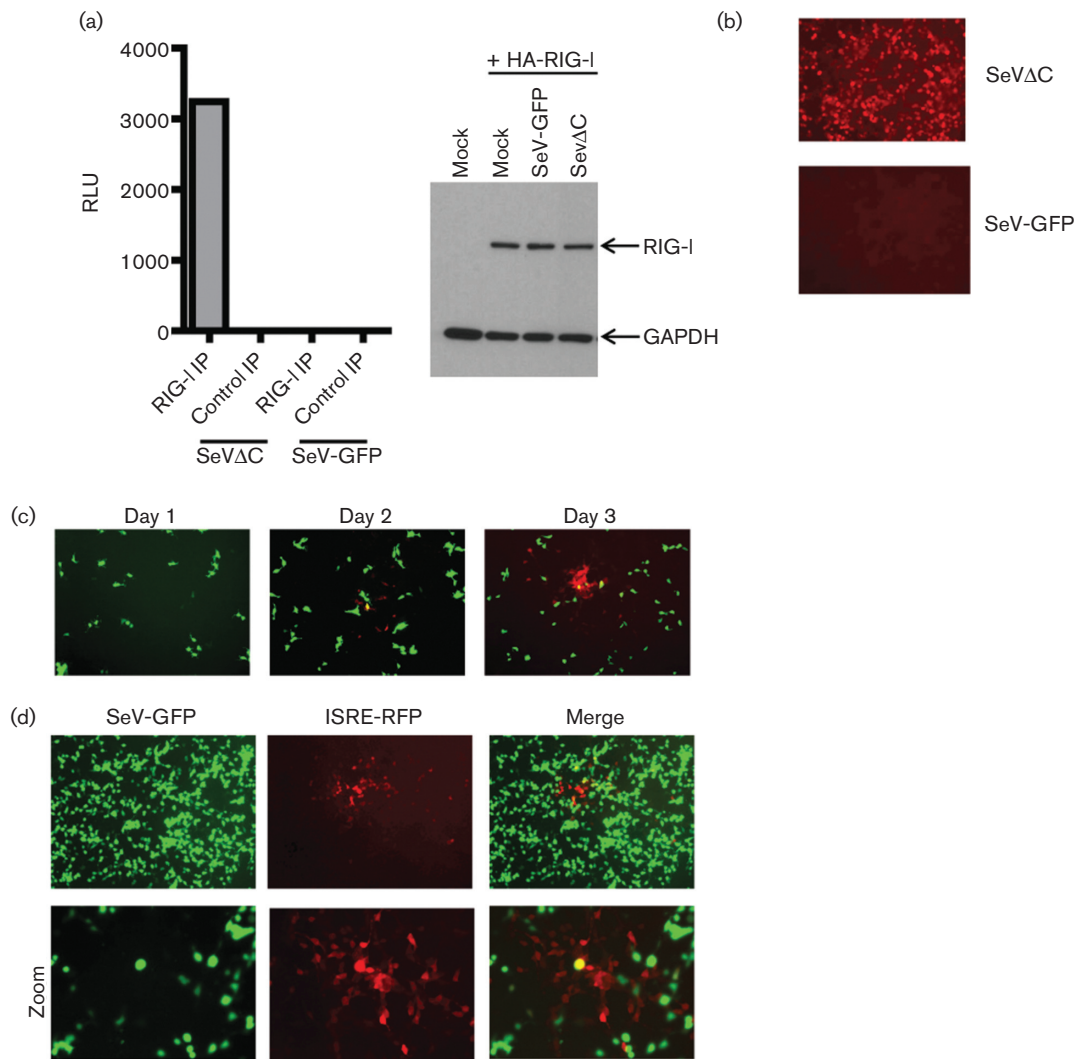 (a)
4000
3000
2000
1000
0
RLU
RIG-I IP
Control IP
RIG-I IP
Control IP
SeVΔC
SeV-GFP
+ HA-RIG-I
Mock
Mock
SeV-GFP
SevΔC
RIG-I
GAPDH
(b)
SeVΔC
SeV-GFP
(c)
Day 1
Day 2
Day 3
(d)
SeV-GFP
ISRE-RFP
Merge
Zoom